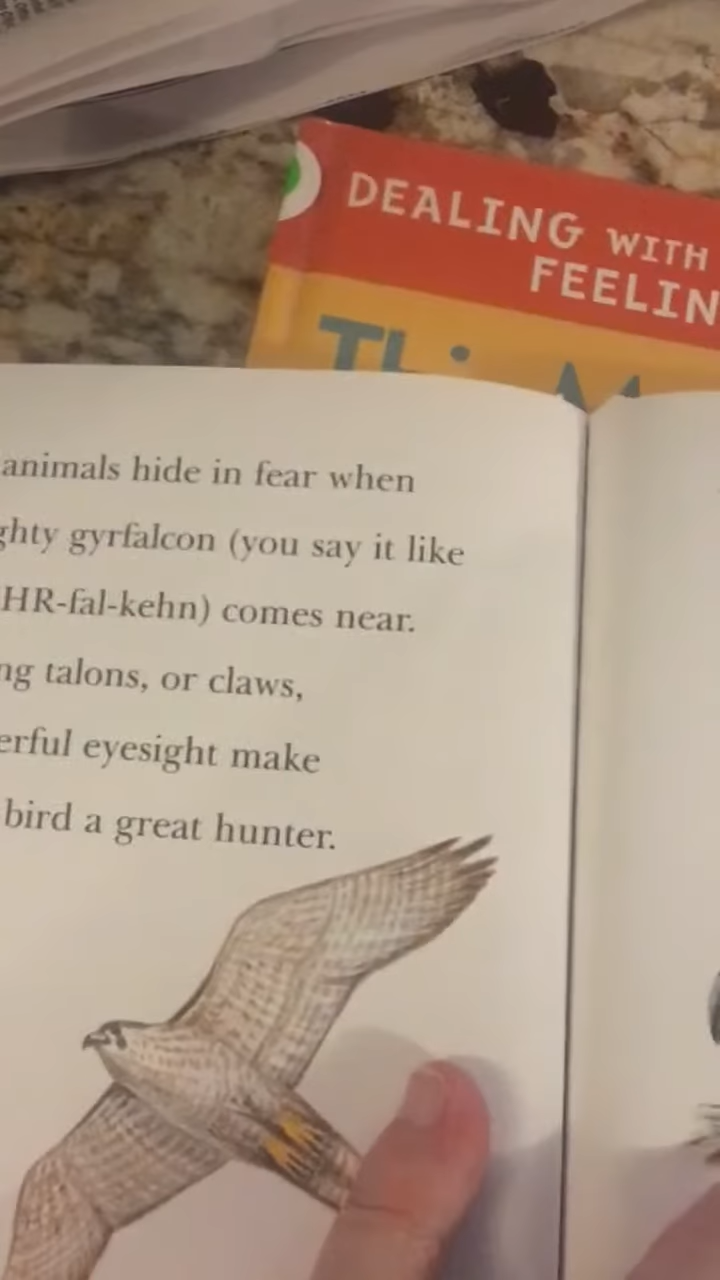 DEALING WITH
FEELIN
Thi M
animals hide in fear when
ghty gyrfalcon (you say it like
HR-fal-kehn) comes near.
ng talons, or claws,
erful eyesight make
bird a great hunter.